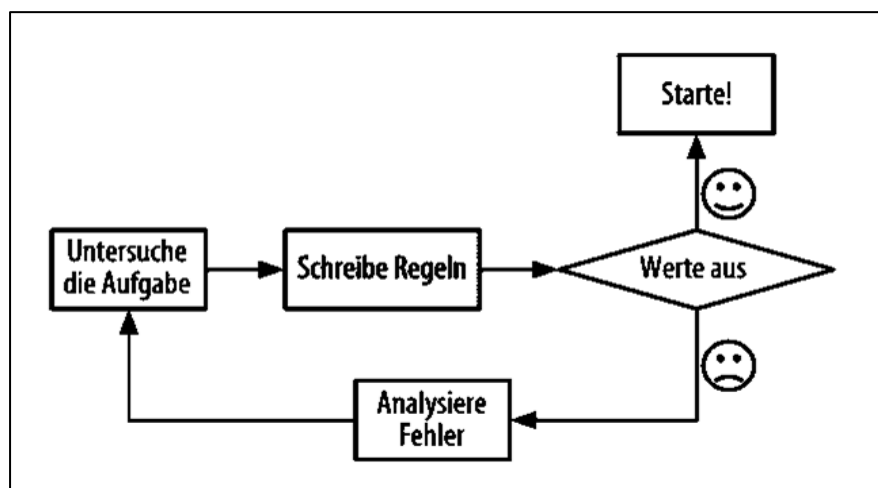 Starte!
Untersuche
die Aufgabe
Schreibe Regeln
Werte aus
Analysiere
Fehler